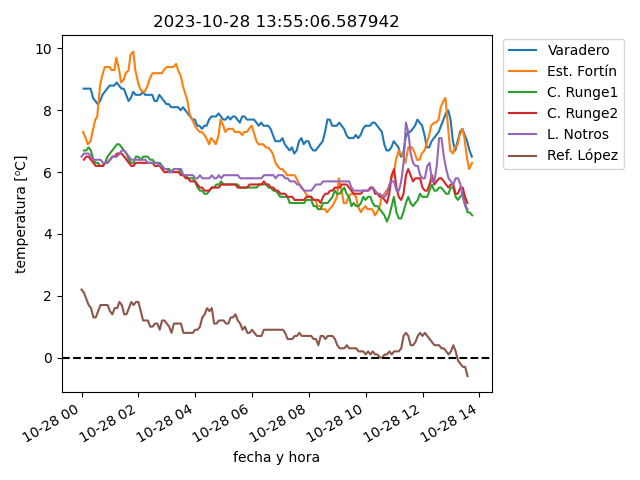 2023-10-28 13:55:06.587942
temperatura [ºC]
10
8
6
4
2
0
10-28 00
10-28 02
10-28 04
10-28 06
10-28 08
10-28 10
10-28 12
10-28 14
fecha y hora
Varadero
Est. Fortín
C. Runge1
C. Runge2
L. Notros
Ref. López